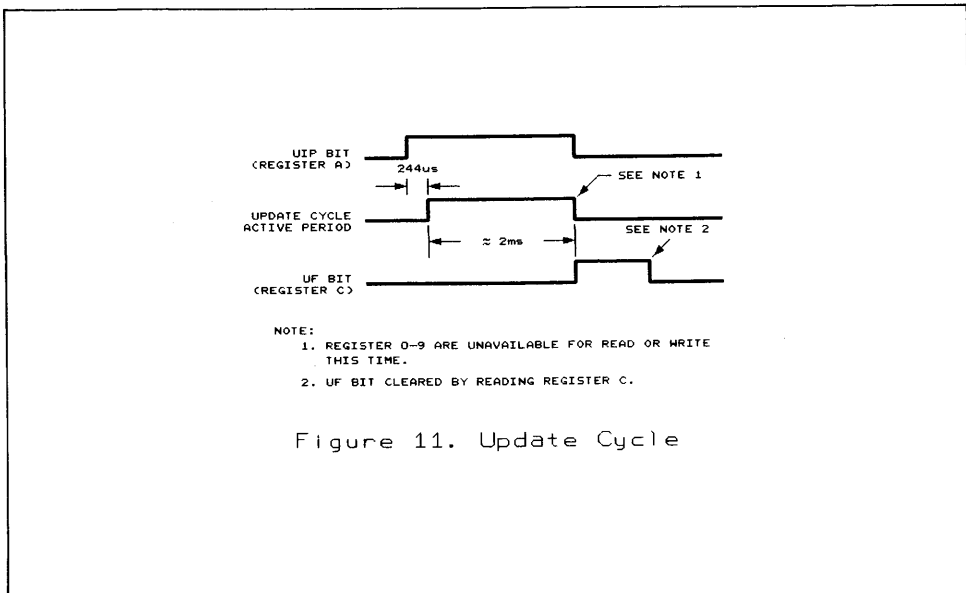 UIP BIT
(REGISTER A)
244us
SEE NOTE 1
UPDATE CYCLE
ACTIVE PERIOD
≈ 2ms
SEE NOTE 2
UF BIT
(REGISTER C)
NOTE:
1. REGISTER 0-9 ARE UNAVAILABLE FOR READ OR WRITE
THIS TIME.
2. UF BIT CLEARED BY READING REGISTER C.
Figure 11. Update Cycle